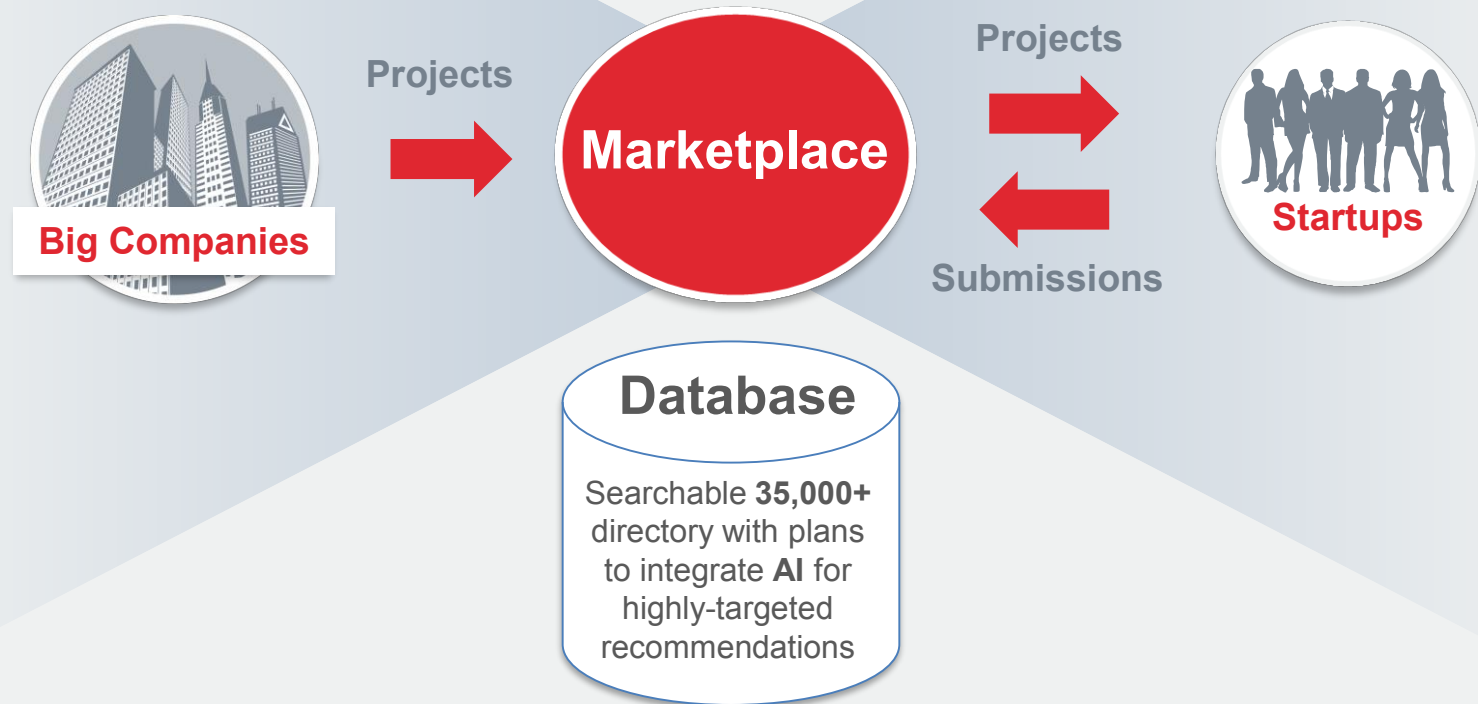 Projects
Projects
Marketplace
Big Companies
Startups
Submissions
Database
Searchable 35,000+
directory with plans
to integrate AI for
highly-targeted
recommendations